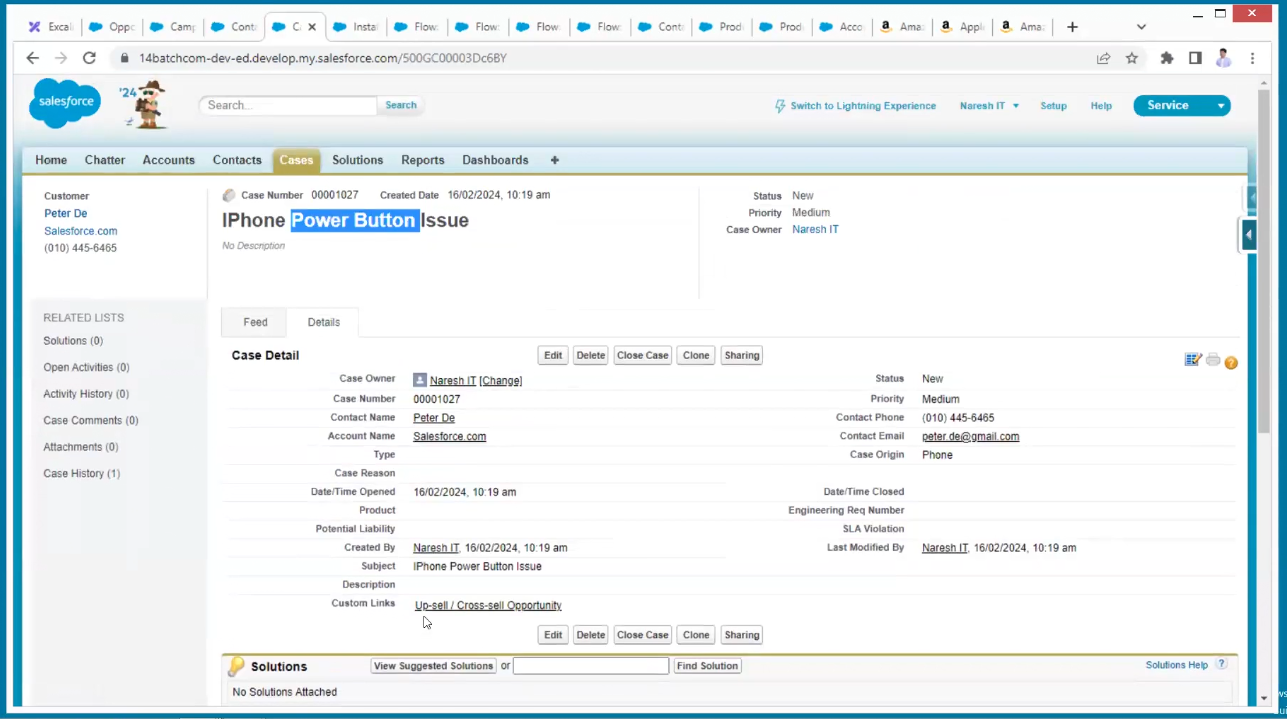 Excali
Oppo
Camp
Conta
C
Insta
Flow
Flow
Flow
Flow
Conta
Prod
Prod
Acco
Ama
Appl
Ama
14batchcom-dev-ed.develop.my.salesforce.com/500GC00003Dc6BY
salesforce
'24
Search...
Search
Switch to Lightning Experience
Naresh IT
Setup
Help
Service
Home
Chatter
Accounts
Contacts
Cases
Solutions
Reports
Dashboards
Customer
Peter De
Salesforce.com
(010) 445-6465
Case Number 00001027 Created Date 16/02/2024, 10:19 am
IPhone Power Button Issue
No Description
Status New
Priority Medium
Case Owner Naresh IT
RELATED LISTS
Solutions (0)
Open Activities (0)
Activity History (0)
Case Comments (0)
Attachments (0)
Case History (1)
Feed
Details
Case Detail
Edit
Delete
Close Case
Clone
Sharing
Case Owner Naresh IT [Change] Status New
Case Number 00001027 Priority Medium
Contact Name Peter De Contact Phone (010) 445-6465
Account Name Salesforce.com Contact Email peter.de@gmail.com
Type Case Origin Phone
Case Reason
Date/Time Opened 16/02/2024, 10:19 am Date/Time Closed
Product Engineering Req Number
Potential Liability SLA Violation
Created By Naresh IT, 16/02/2024, 10:19 am Last Modified By Naresh IT, 16/02/2024, 10:19 am
Subject IPhone Power Button Issue
Description
Custom Links Up-sell / Cross-sell Opportunity
Edit
Delete
Close Case
Clone
Sharing
Solutions
View Suggested Solutions or
Find Solution
Solutions Help
No Solutions Attached